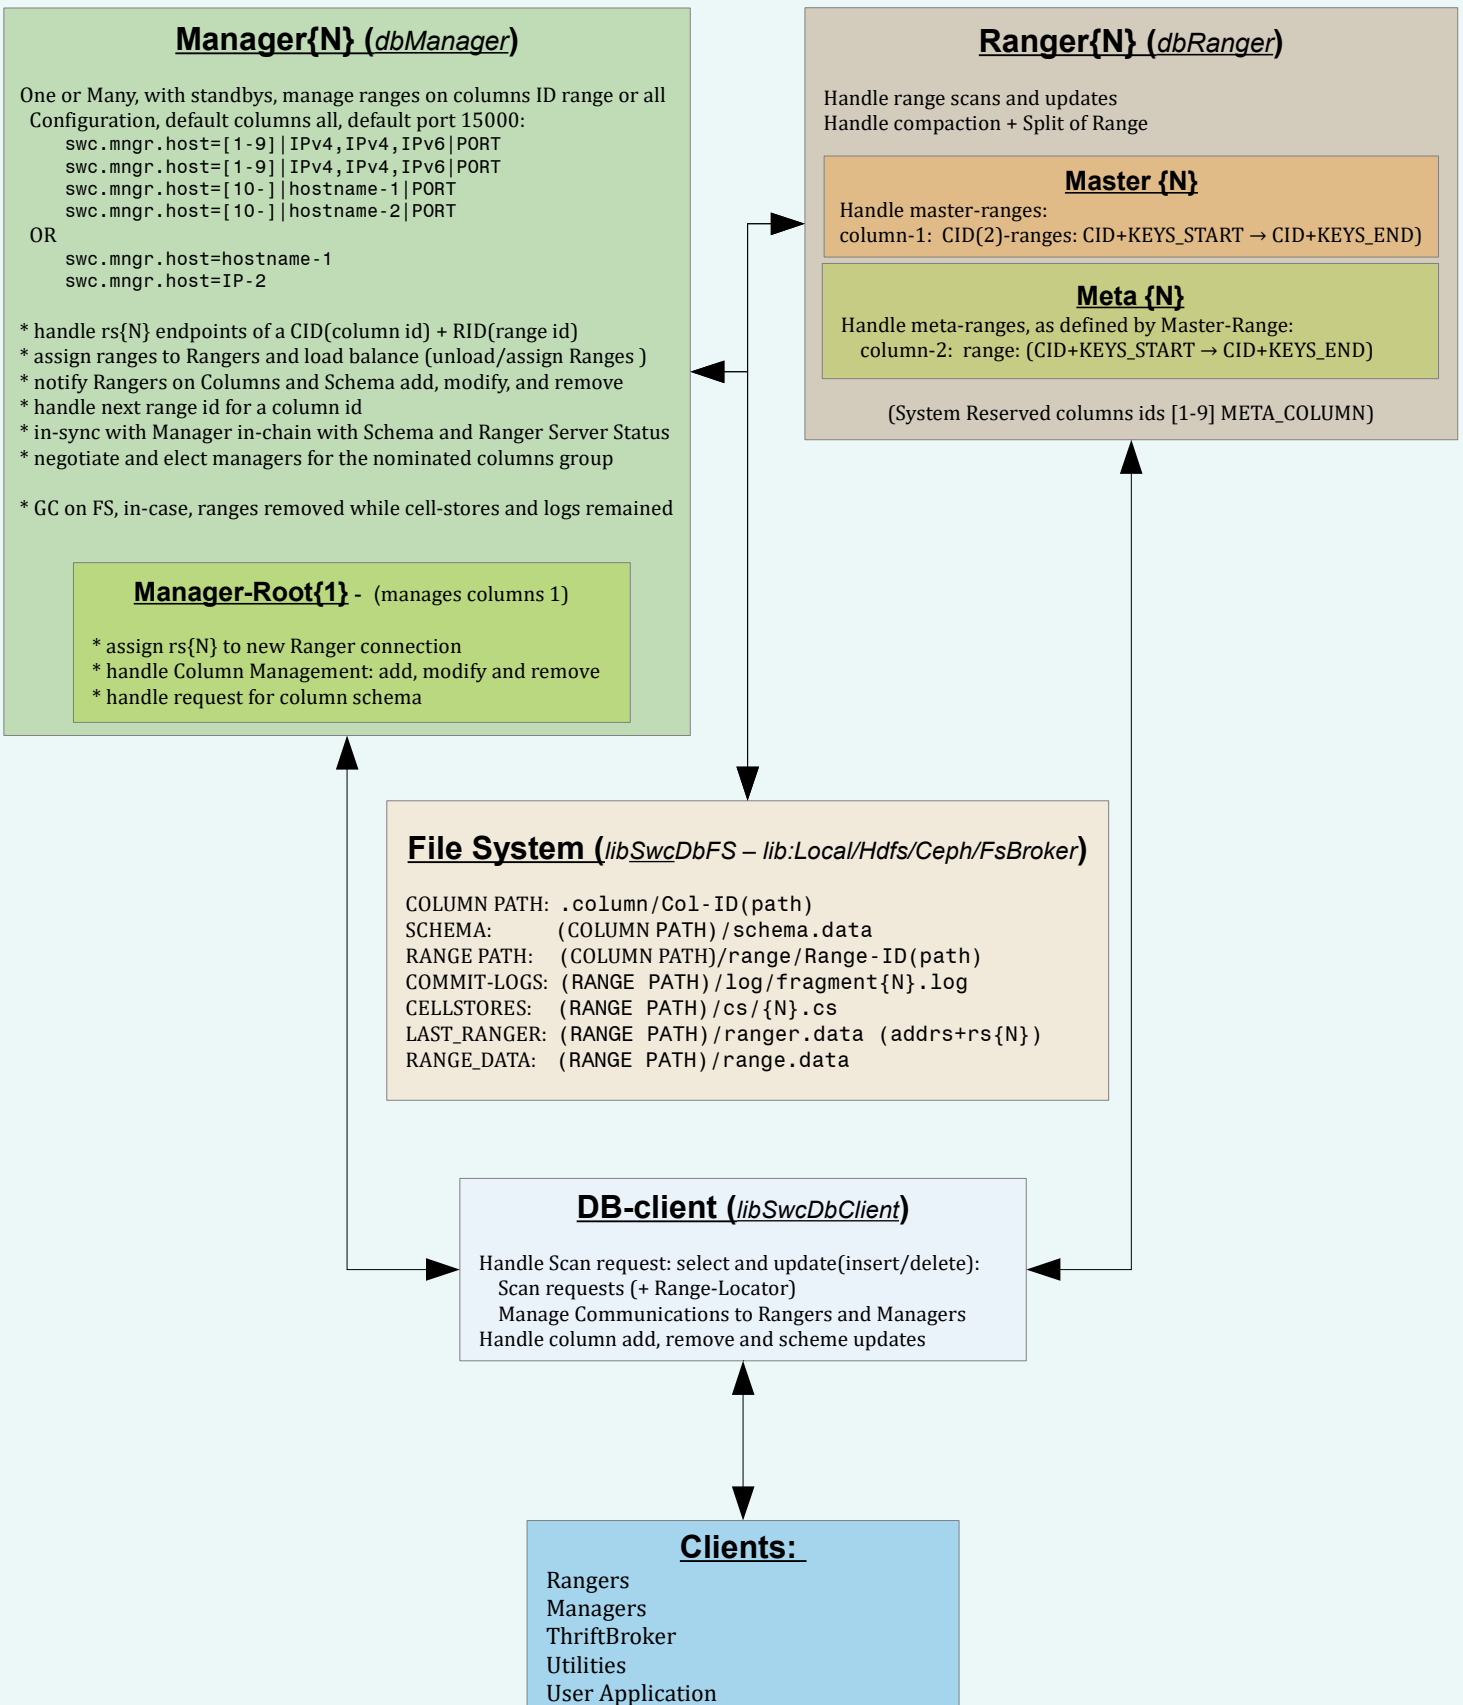 Manager{N} (dbManager)
One or Many, with standbys, manage ranges on columns ID range or all
Configuration, default columns all, default port 15000:
swc.mngr.host=[1-9]|IPv4,IPv4,IPv6|PORT
swc.mngr.host=[1-9]|IPv4,IPv4,IPv6|PORT
swc.mngr.host=[10-]|hostname-1|PORT
swc.mngr.host=[10-]|hostname-2|PORT
OR
swc.mngr.host=hostname-1
swc.mngr.host=IP-2
* handle rs{N} endpoints of a CID(column id) + RID(range id)
* assign ranges to Rangers and load balance (unload/assign Ranges )
* notify Rangers on Columns and Schema add, modify, and remove
* handle next range id for a column id
* in-sync with Manager in-chain with Schema and Ranger Server Status
* negotiate and elect managers for the nominated columns group
* GC on FS, in-case, ranges removed while cell-stores and logs remained
Manager-Root{1} - (manages columns 1)
* assign rs{N} to new Ranger connection
* handle Column Management: add, modify and remove
* handle request for column schema
Ranger{N} (dbRanger)
Handle range scans and updates
Handle compaction + Split of Range
Master {N}
Handle master-ranges:
column-1: CID(2)-ranges: CID+KEYS_START → CID+KEYS_END)
Meta {N}
Handle meta-ranges, as defined by Master-Range:
column-2: range: (CID+KEYS_START → CID+KEYS_END)
(System Reserved columns ids [1-9] META_COLUMN)
File System (libSwcDbFS – lib:Local/Hdfs/Ceph/FsBroker)
COLUMN PATH: .column/Col-ID(path)
SCHEMA: (COLUMN PATH)/schema.data
RANGE PATH: (COLUMN PATH)/range/Range-ID(path)
COMMIT-LOGS: (RANGE PATH)/log/fragment{N}.log
CELLSTORES: (RANGE PATH)/cs/{N}.cs
LAST_RANGER: (RANGE PATH)/ranger.data (addrs+rs{N})
RANGE_DATA: (RANGE PATH)/range.data
DB-client (libSwcDbClient)
Handle Scan request: select and update(insert/delete):
Scan requests (+ Range-Locator)
Manage Communications to Rangers and Managers
Handle column add, remove and scheme updates
Clients:
Rangers
Managers
ThriftBroker
Utilities
User Application